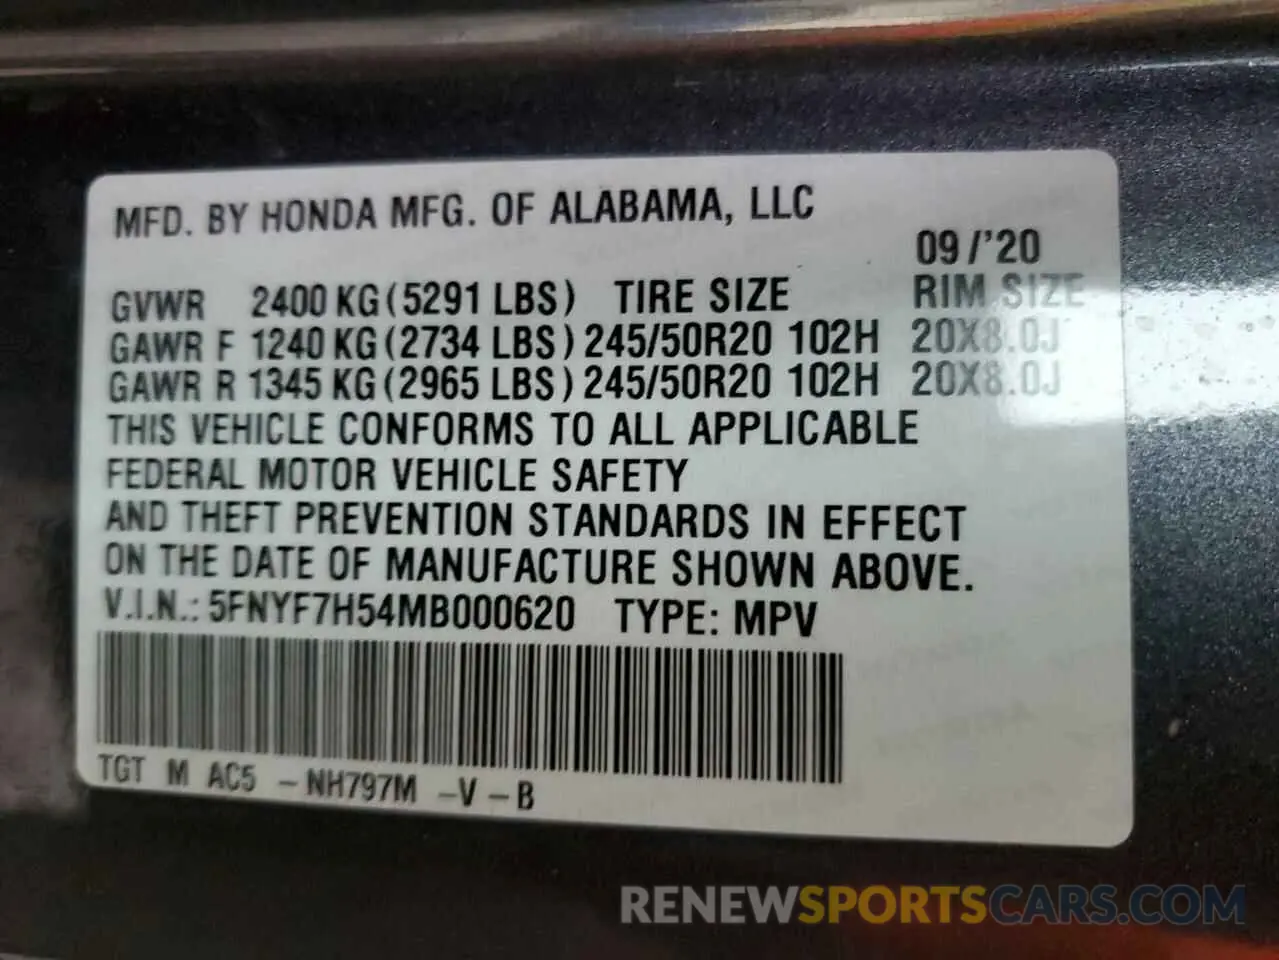 MFD. BY HONDA MFG. OF ALABAMA, LLC
09/'20
GVWR 2400 KG (5291 LBS) TIRE SIZE RIM SIZE
GAWR F 1240 KG (2734 LBS) 245/50R20 102H 20X8.0J
GAWR R 1345 KG (2965 LBS) 245/50R20 102H 20X8.0J
THIS VEHICLE CONFORMS TO ALL APPLICABLE
FEDERAL MOTOR VEHICLE SAFETY
AND THEFT PREVENTION STANDARDS IN EFFECT
ON THE DATE OF MANUFACTURE SHOWN ABOVE.
V.I.N.: 5FNYF7H54MB000620 TYPE: MPV
TGT M AC5 -NH797M -V-B
RENEWSPORTSCARS.COM